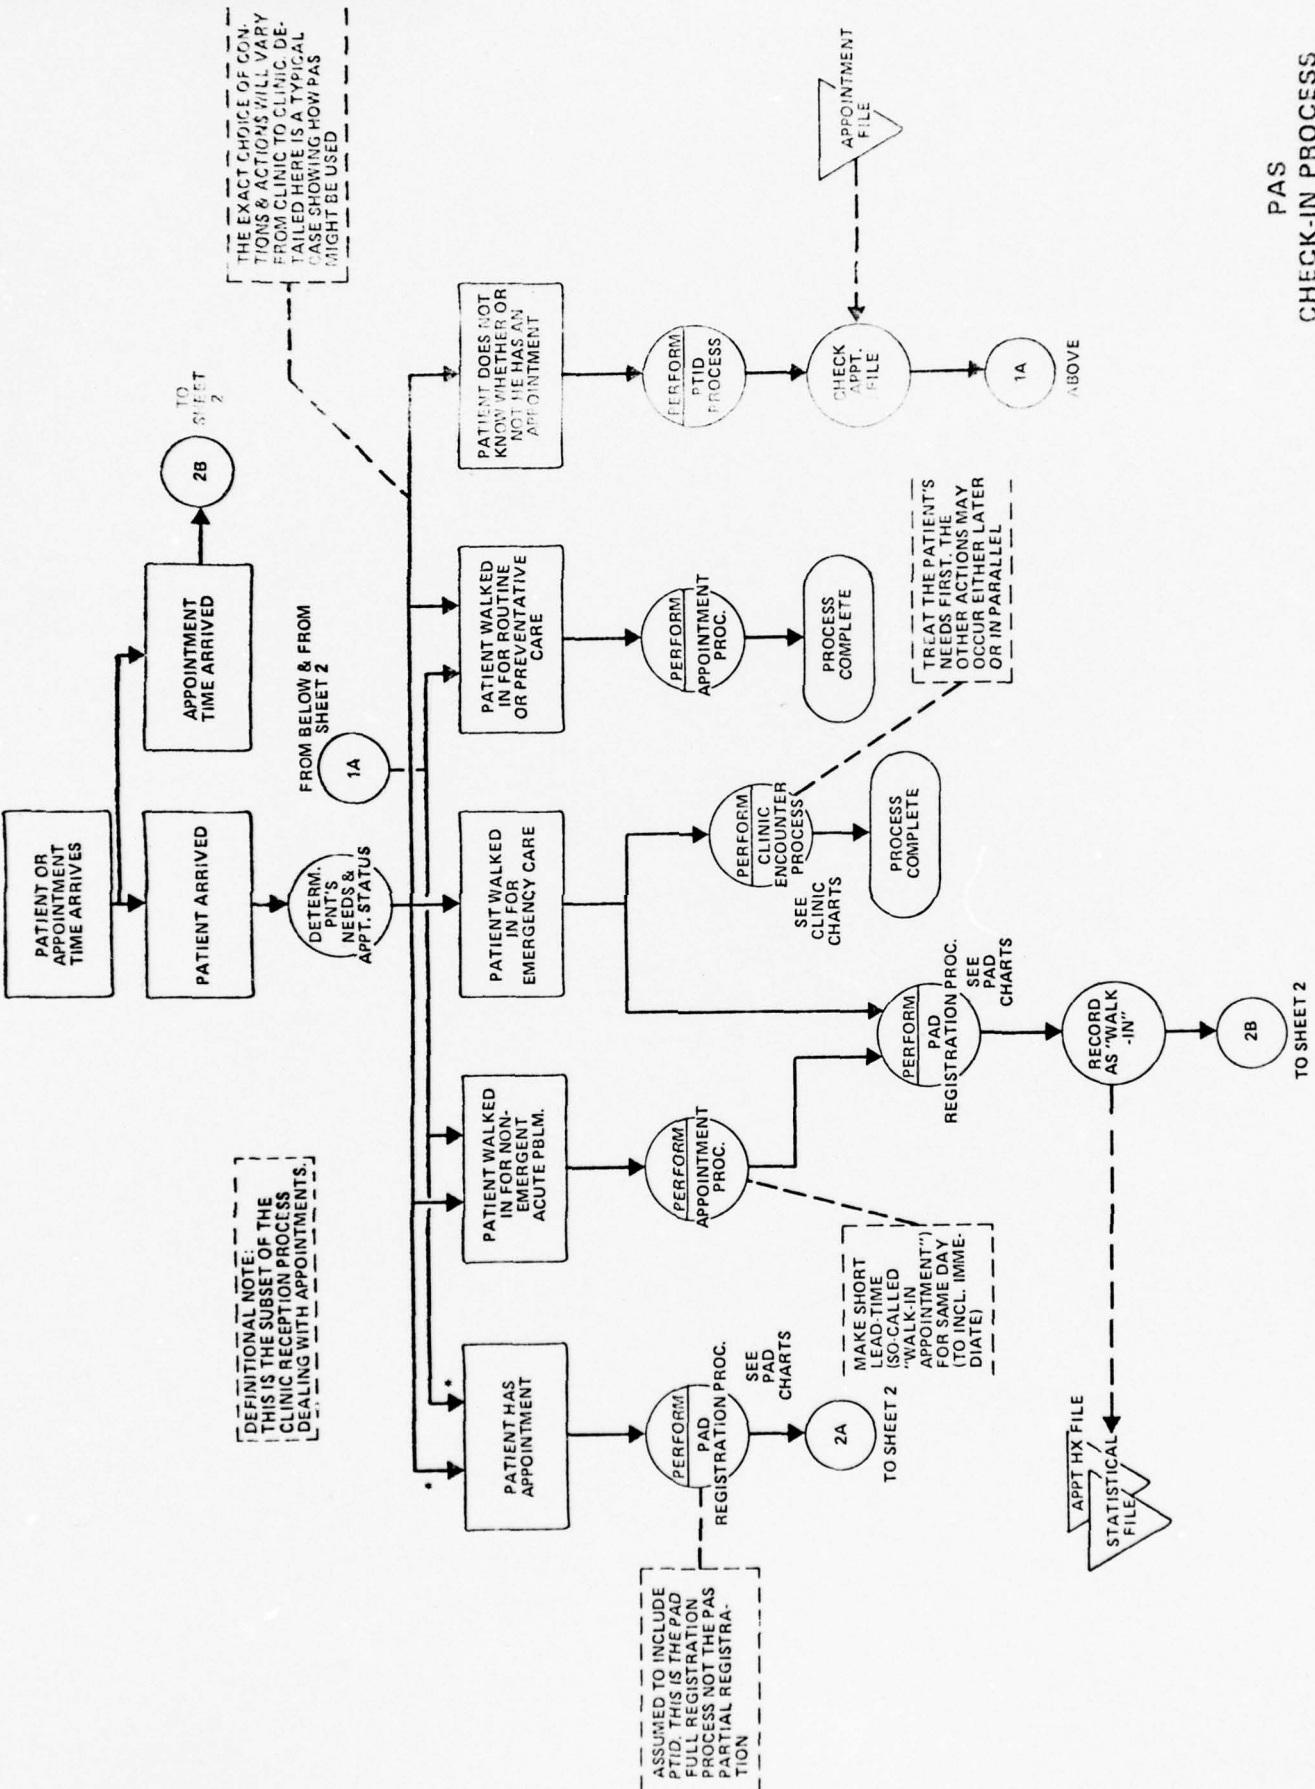 PATIENT OR
APPOINTMENT
TIME ARRIVES
PATIENT ARRIVED
APPOINTMENT
TIME ARRIVED
2B
TO
SHEET
2
DETERM.
PNT'S
NEEDS &
APPT. STATUS
FROM BELOW & FROM
SHEET 2
1A
DEFINITIONAL NOTE:
THIS IS THE SUBSET OF THE
CLINIC RECEPTION PROCESS
DEALING WITH APPOINTMENTS.
THE EXACT CHOICE OF CON-
TIONS & ACTIONS WILL VARY
FROM CLINIC TO CLINIC. DE-
TAILED HERE IS A TYPICAL
CASE SHOWING HOW PAS
MIGHT BE USED
*
*
PATIENT HAS
APPOINTMENT
PATIENT WALKED
IN FOR NON-
EMERGENT
ACUTE PBLM.
PATIENT WALKED
IN FOR
EMERGENCY CARE
PATIENT WALKED
IN FOR ROUTINE
OR PREVENTATIVE
CARE
PATIENT DOES NOT
KNOW WHETHER OR
NOT HE HAS AN
APPOINTMENT
ASSUMED TO INCLUDE
PTID. THIS IS THE PAD
FULL REGISTRATION
PROCESS NOT THE PAS
PARTIAL REGISTRA-
TION
PERFORM
PAD
REGISTRATION PROC.
SEE
PAD
CHARTS
2A
TO SHEET 2
PERFORM
APPOINTMENT
PROC.
MAKE SHORT
LEAD-TIME
(SO-CALLED
"WALK-IN
APPOINTMENT")
FOR SAME DAY
(TO INCL. IMME-
DIATE)
PERFORM
CLINIC
ENCOUNTER
PROCESS
SEE
CLINIC
CHARTS
PROCESS
COMPLETE
TREAT THE PATIENT'S
NEEDS FIRST. THE
OTHER ACTIONS MAY
OCCUR EITHER LATER
OR IN PARALLEL
PERFORM
APPOINTMENT
PROC.
PROCESS
COMPLETE
PERFORM
PTID
PROCESS
CHECK
APPT.
FILE
APPOINTMENT
FILE
1A
ABOVE
PERFORM
PAD
REGISTRATION PROC.
SEE
PAD
CHARTS
RECORD
AS "WALK
-IN"
2B
TO SHEET 2
APPT HX FILE
STATISTICAL
FILE
PAS
CHECK-IN PROCESS